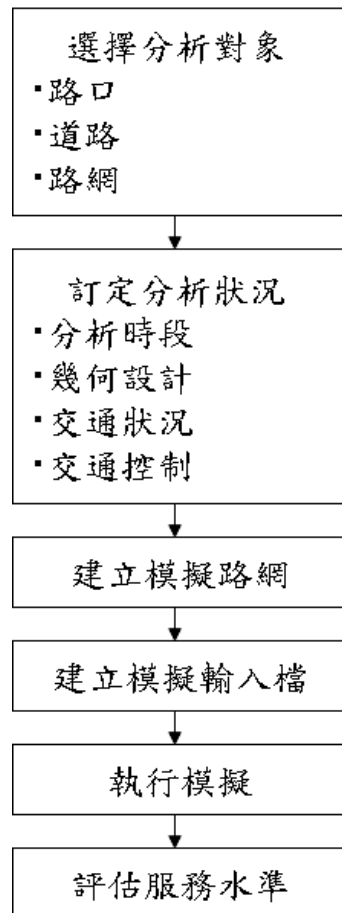 選擇分析對象
▪路口
▪道路
▪路網
訂定分析狀況
▪分析時段
▪幾何設計
▪交通狀況
▪交通控制
建立模擬路網
建立模擬輸入檔
執行模擬
評估服務水準